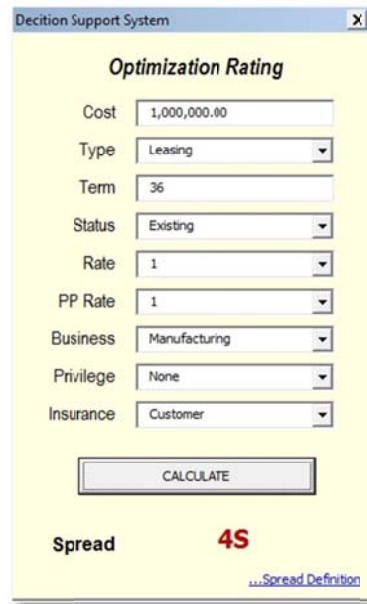 Decition Support System
Optimization Rating
Cost 1,000,000.00
Type Leasing
Term 36
Status Existing
Rate 1
PP Rate 1
Business Manufacturing
Privilege None
Insurance Customer
CALCULATE
Spread 4S
...Spread Definition